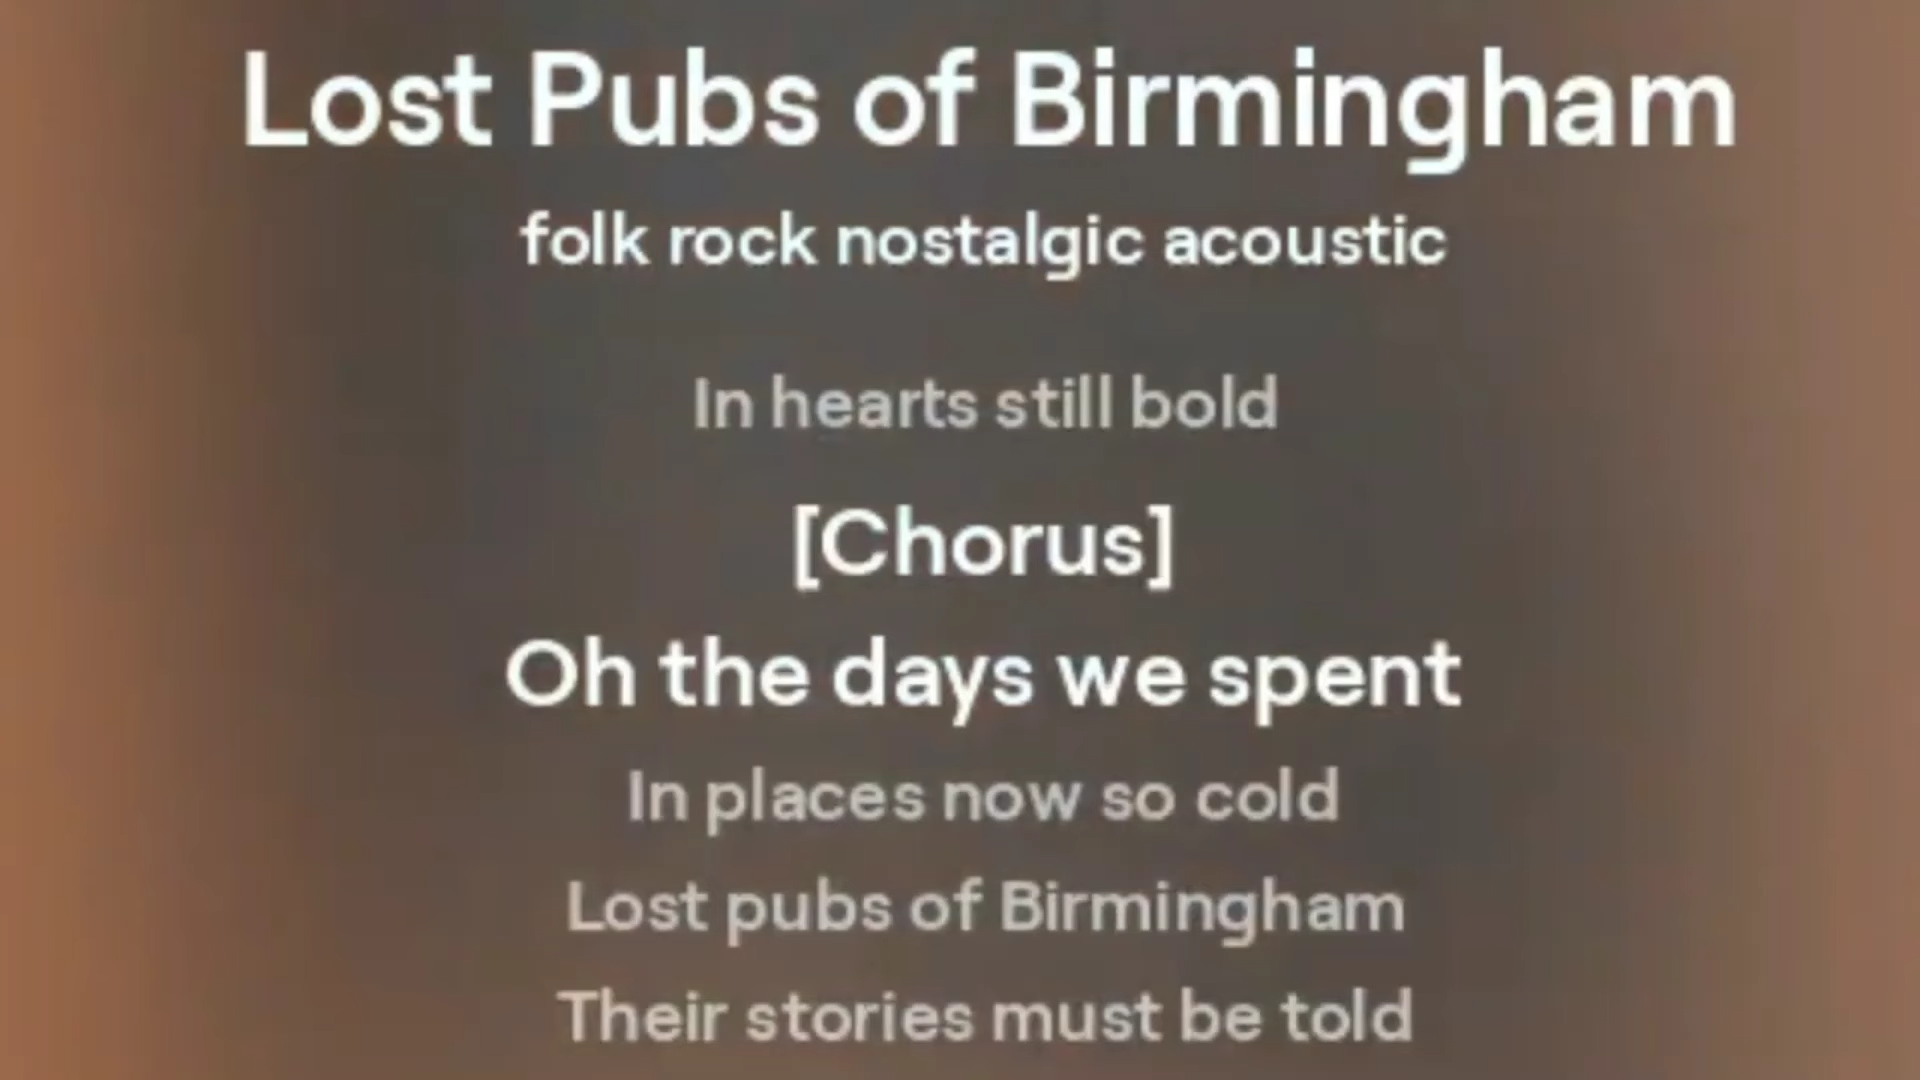 Lost Pubs of Birmingham
folk rock nostalgic acoustic
In hearts still bold
[Chorus]
Oh the days we spent
In places now so cold
Lost pubs of Birmingham
Their stories must be told